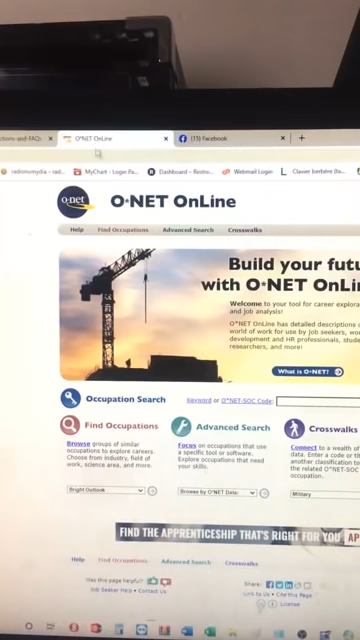 O*NET OnLine
(15) Facebook
MyChart - Login Pa...
Dashboard - Restre...
Webmail Login
o*net O*NET OnLine
Help Find Occupations Advanced Search Crosswalks
Build your futu
with O*NET OnLi
Welcome to your tool for career explora
and job analysis!
O*NET OnLine has detailed descriptions o
world of work for use by job seekers, wo
development and HR professionals, stude
researchers, and more!
What is O*NET?
Occupation Search
Keyword or O*NET-SOC Code:
Find Occupations
Browse groups of similar
occupations to explore careers.
Choose from industry, field of
work, science area, and more.
Bright Outlook
Advanced Search
Focus on occupations that use
a specific tool or software.
Explore occupations that need
your skills.
Browse by O*NET Data:
Crosswalks
Connect to a wealth of
data. Enter a code or tit
another classification to
the related O*NET-SOC
occupation.
Military
FIND THE APPRENTICESHIP THAT'S RIGHT FOR YOU AP
Help Find Occupations Advanced Search Crosswalks
Was this page helpful?
Share:
Job Seeker Help • Contact Us
Link to Us • Cite this Page
License